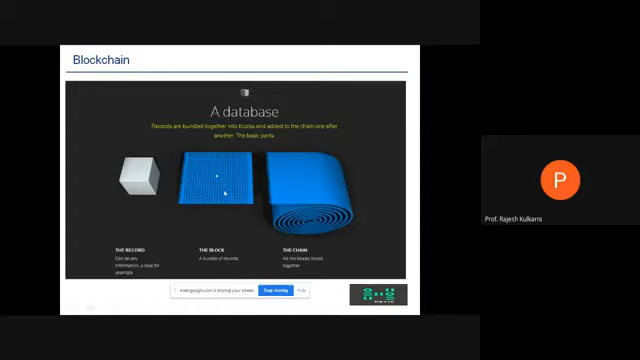 Blockchain
A database
Records are bundled together into blocks and added to the chain one after
another. The basic parts:
THE RECORD
Can be any
information, a deal for
example
THE BLOCK
A bundle of records
THE CHAIN
All the blocks linked
together
meet.google.com is sharing your screen.
Stop sharing
Hide
P
Prof. Rajesh Kulkarni